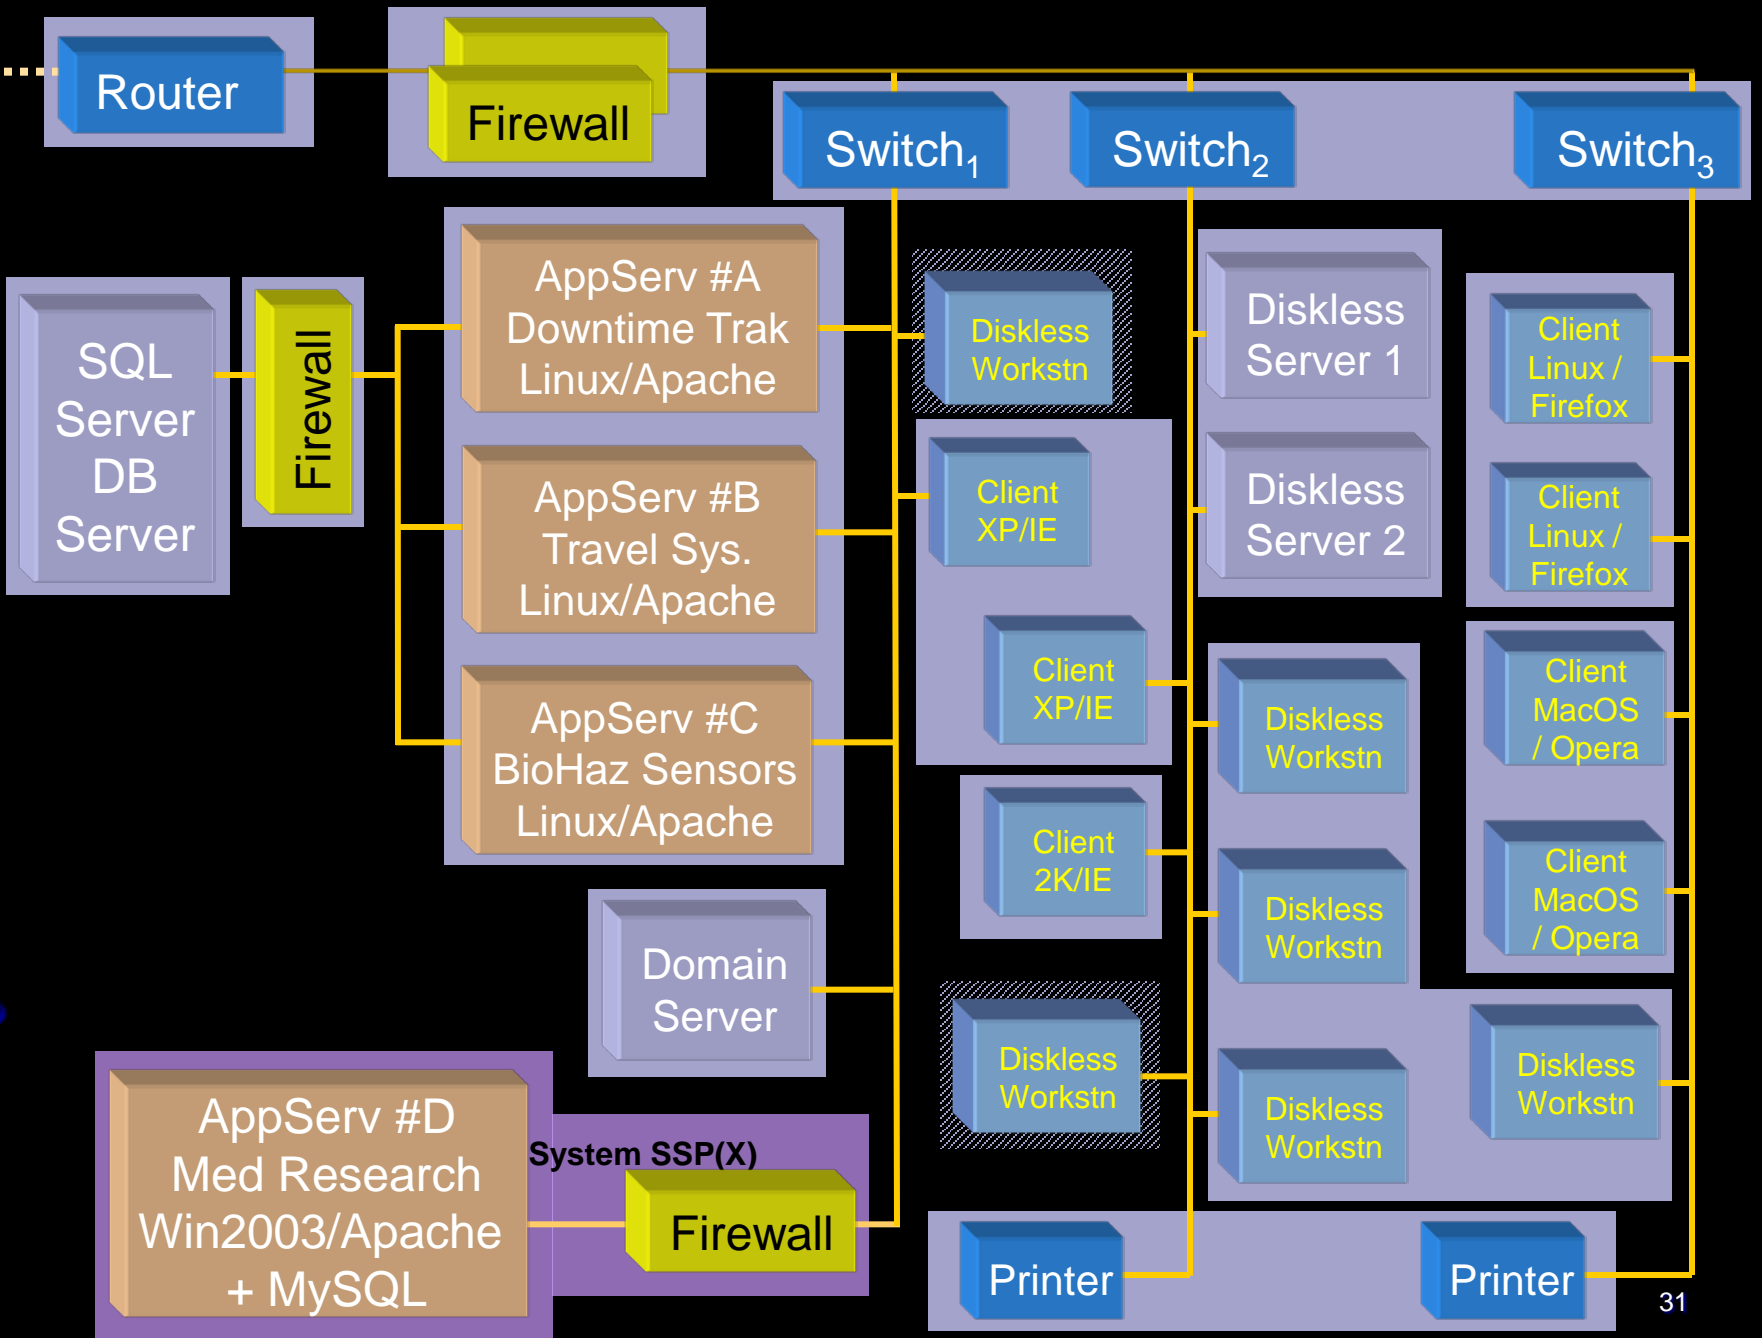 Router
Firewall
Switch1
Switch2
Switch3
SQL
Server
DB
Server
Firewall
AppServ #A
Downtime Trak
Linux/Apache
AppServ #B
Travel Sys.
Linux/Apache
AppServ #C
BioHaz Sensors
Linux/Apache
Domain
Server
AppServ #D
Med Research
Win2003/Apache
+ MySQL
System SSP(X)
Firewall
Diskless
Workstn
Client
XP/IE
Client
XP/IE
Client
2K/IE
Diskless
Workstn
Diskless
Server 1
Diskless
Server 2
Diskless
Workstn
Diskless
Workstn
Diskless
Workstn
Client
Linux /
Firefox
Client
Linux /
Firefox
Client
MacOS
/ Opera
Client
MacOS
/ Opera
Diskless
Workstn
Printer
Printer
31